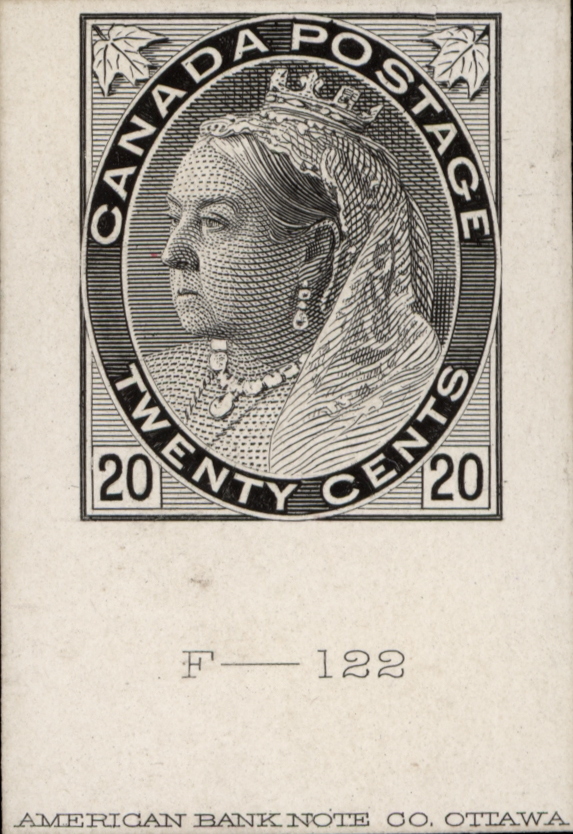 CANADA POSTAGE
TWENTY CENTS
20
20
F—122
AMERICAN BANK NOTE CO. OTTAWA